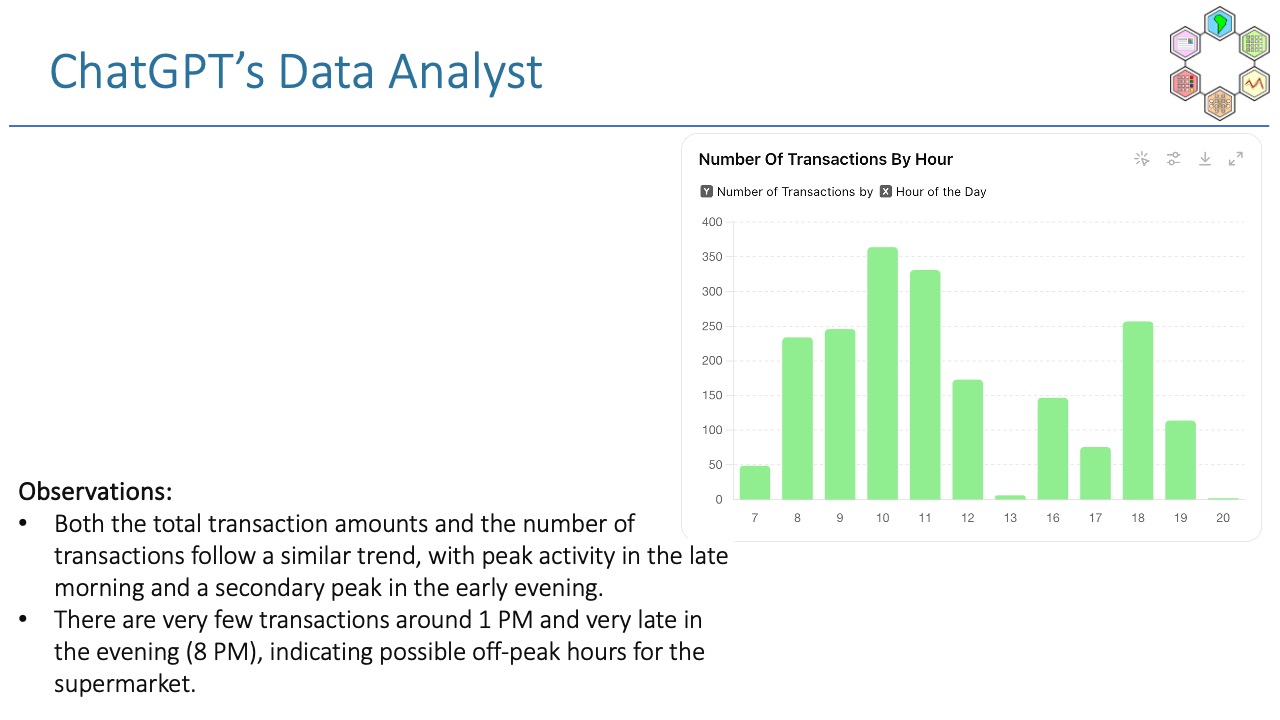 ChatGPT’s Data Analyst
Number Of Transactions By Hour
Y Number of Transactions by X Hour of the Day
400
350
300
250
200
150
100
50
0
7 8 9 10 11 12 13 16 17 18 19 20
Observations:
• Both the total transaction amounts and the number of
transactions follow a similar trend, with peak activity in the late
morning and a secondary peak in the early evening.
• There are very few transactions around 1 PM and very late in
the evening (8 PM), indicating possible off-peak hours for the
supermarket.